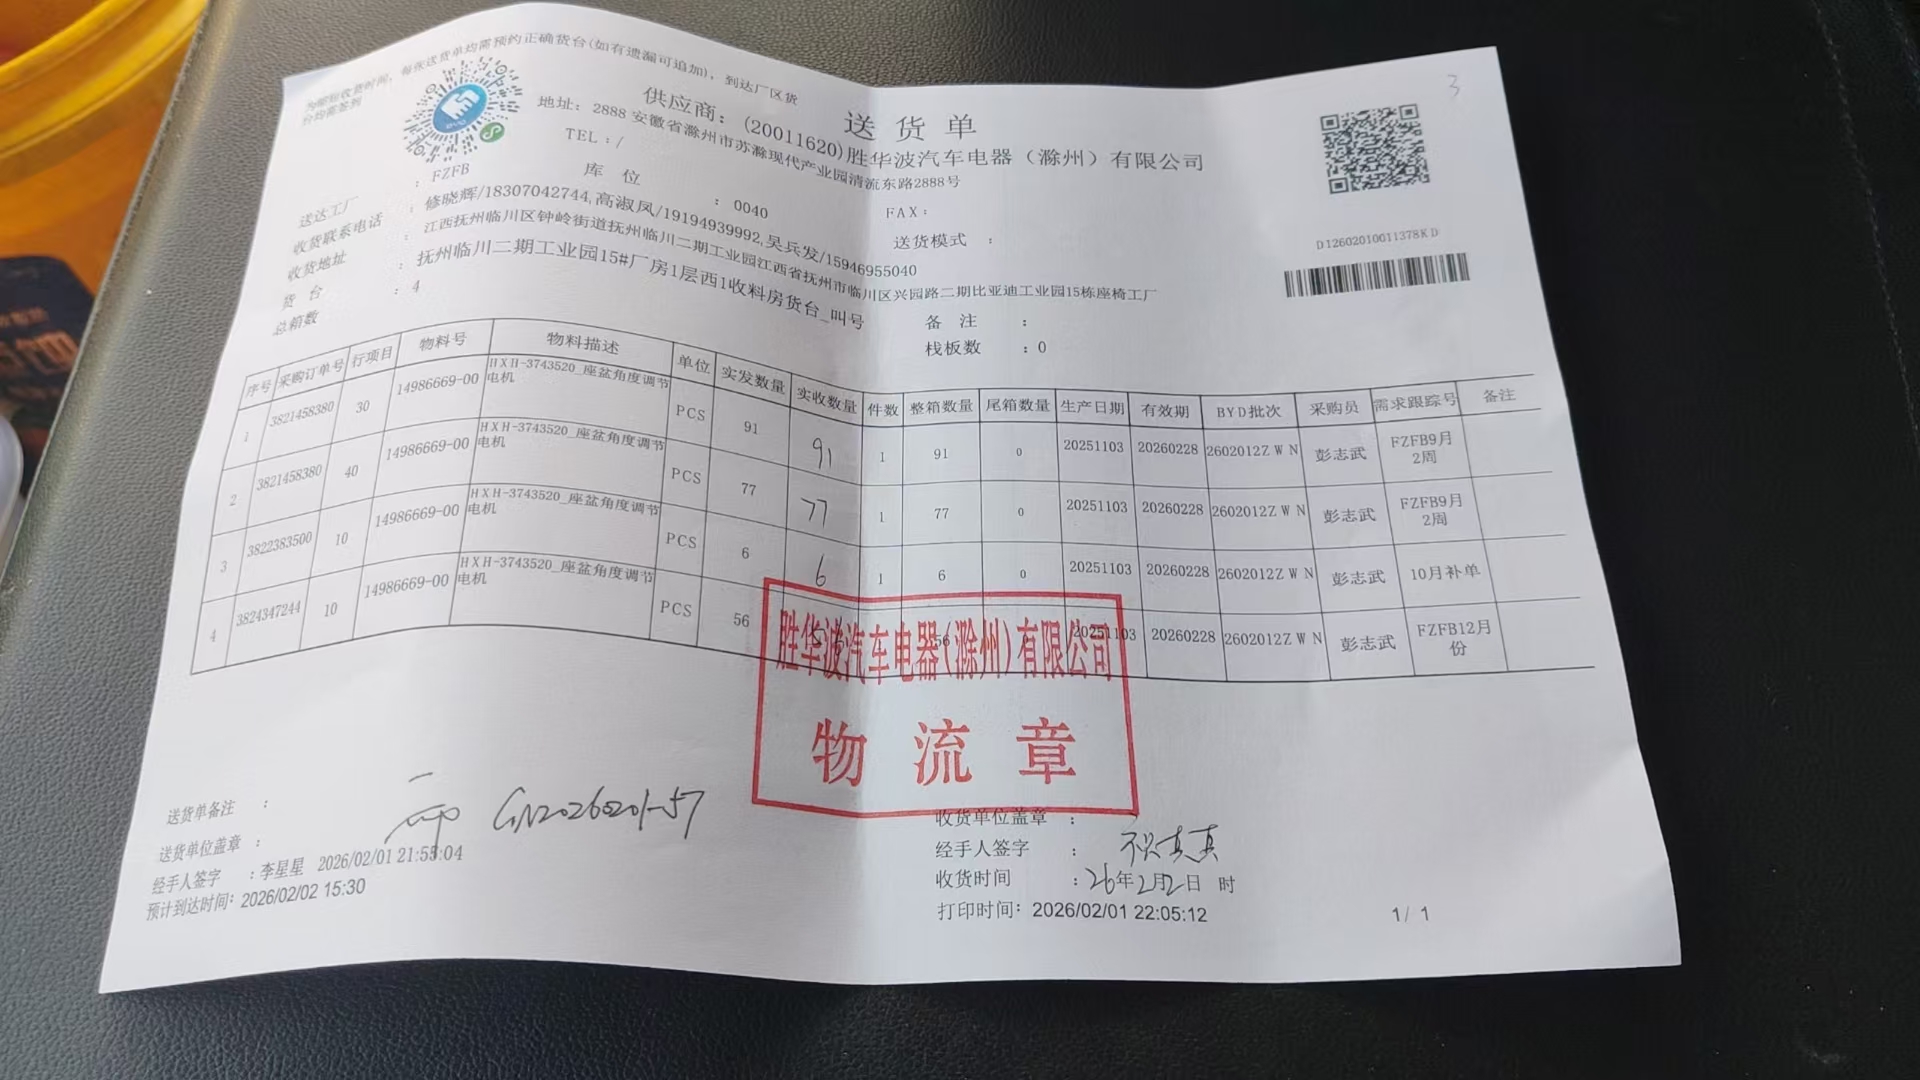 为缩短收货时间，每张送货单均需预约正确货台(如有遗漏可追加)，到达厂区货台均需签到
3
送货单
供应商：(20011620)胜华波汽车电器（滁州）有限公司
地址：2888 安徽省滁州市苏滁现代产业园清流东路2888号
TEL：/
FAX：
D12602010011378KD
送达工厂：FZFB
库位：0040
送货模式：
收货联系电话：修晓辉/18307042744,高淑凤/19194939992,吴兵发/15946955040
收货地址：江西抚州临川区钟岭街道抚州临川二期工业园江西省抚州市临川区兴园路二期比亚迪工业园15栋座椅工厂
货台：抚州临川二期工业园15#厂房1层西1收料房货台_叫号
备注：
总箱数：4
栈板数：0
序号 采购订单号 行项目 物料号 物料描述 单位 实发数量 实收数量 件数 整箱数量 尾箱数量 生产日期 有效期 BYD批次 采购员 需求跟踪号 备注
1 3821458380 30 14986669-00 HXH-3743520_座盆角度调节电机 PCS 91 91 1 91 0 20251103 20260228 2602012ZWN 彭志武 FZFB9月2周
2 3821458380 40 14986669-00 HXH-3743520_座盆角度调节电机 PCS 77 77 1 77 0 20251103 20260228 2602012ZWN 彭志武 FZFB9月2周
3 3822383500 10 14986669-00 HXH-3743520_座盆角度调节电机 PCS 6 6 1 6 0 20251103 20260228 2602012ZWN 彭志武 10月补单
4 3824347244 10 14986669-00 HXH-3743520_座盆角度调节电机 PCS 56 56 20251103 20260228 2602012ZWN 彭志武 FZFB12月份
胜华波汽车电器(滁州)有限公司
物流章
送货单备注：
GN20260201-57
送货单位盖章：
收货单位盖章：
经手人签字：李星星 2026/02/01 21:55:04
经手人签字：
预计到达时间：2026/02/02 15:30
收货时间：26年2月2日 时
打印时间：2026/02/01 22:05:12
1/ 1